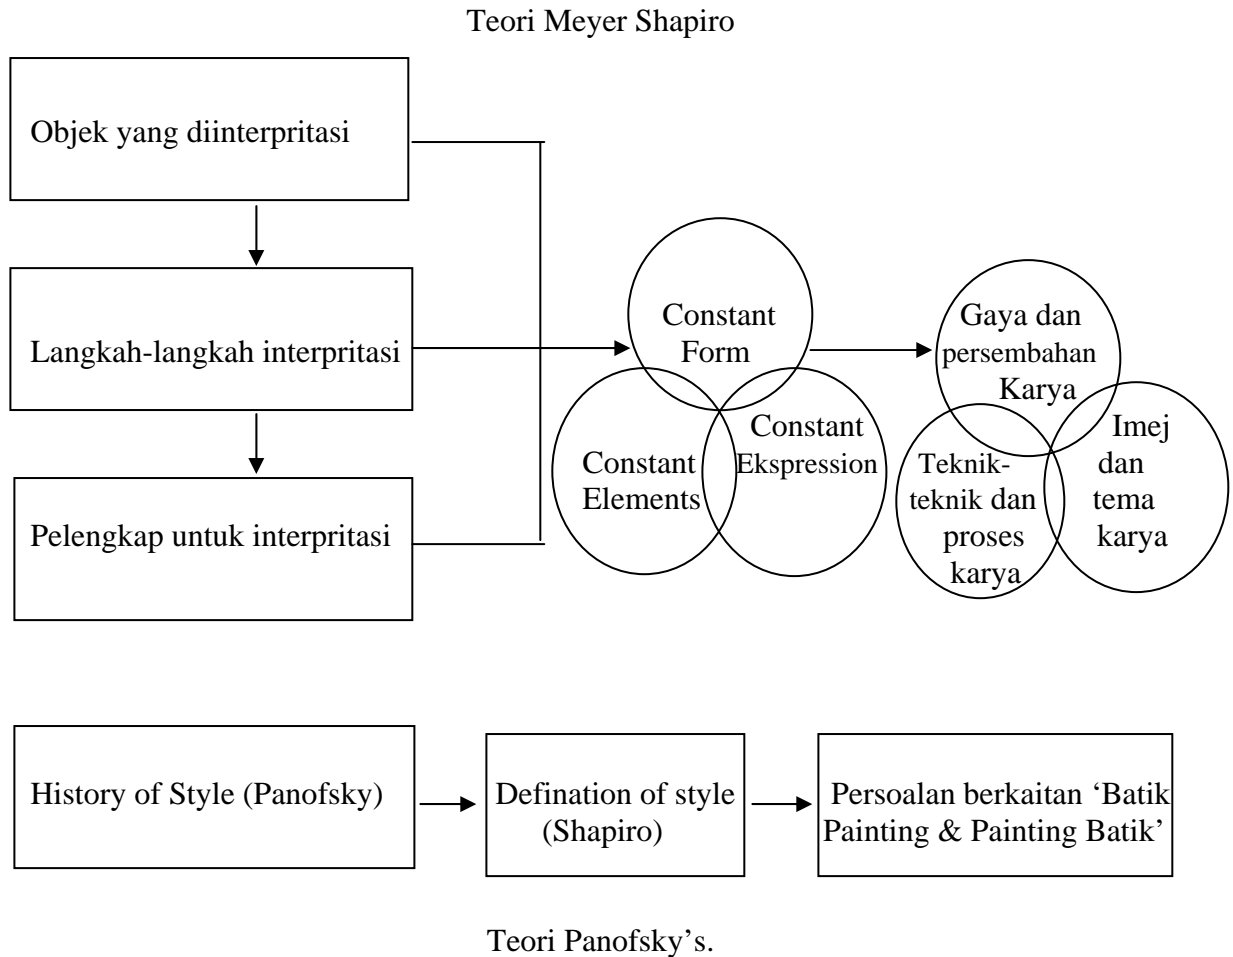 Teori Meyer Shapiro
Objek yang diinterpritasi
Langkah-langkah interpritasi
Pelengkap untuk interpritasi
Constant
Form
Constant
Elements
Constant
Ekspression
Gaya dan
persembahan
Karya
Teknik-
teknik dan
proses
karya
Imej
dan
tema
karya
History of Style (Panofsky)
Defination of style
(Shapiro)
Persoalan berkaitan ‘Batik
Painting & Painting Batik’
Teori Panofsky’s.